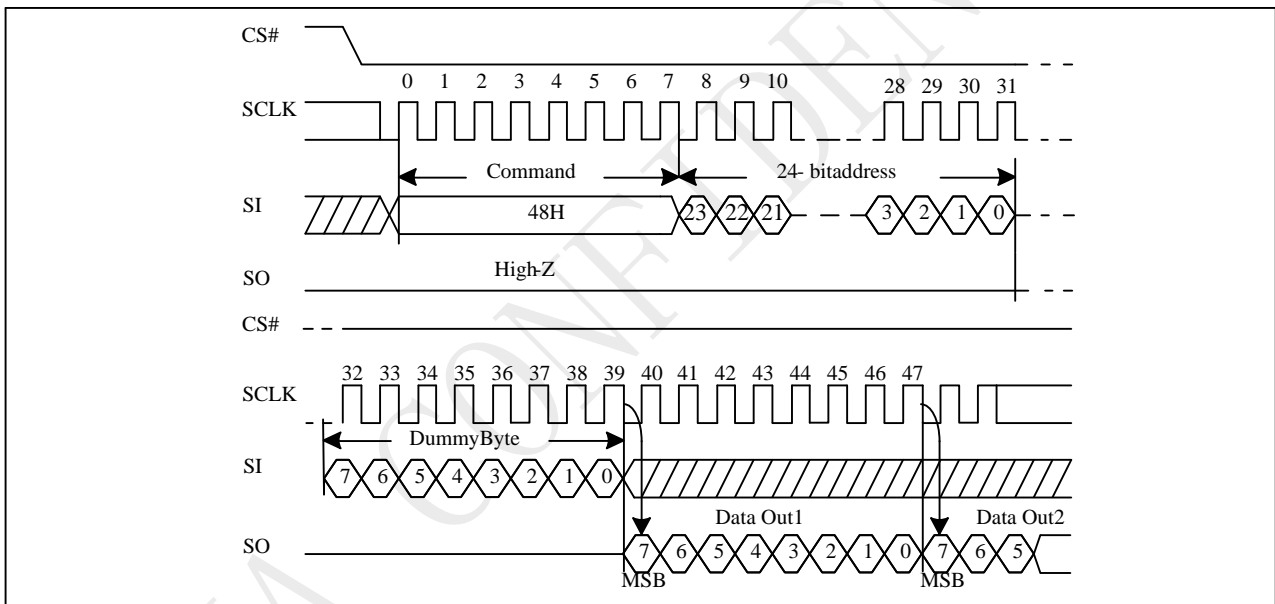 CS#
0 1 2 3 4 5 6 7 8 9 10 28 29 30 31
SCLK
Command 24- bitaddress
SI 48H 23 22 21 3 2 1 0
High-Z
SO
CS#
32 33 34 35 36 37 38 39 40 41 42 43 44 45 46 47
SCLK
DummyByte
SI 7 6 5 4 3 2 1 0
Data Out1 Data Out2
SO 7 6 5 4 3 2 1 0 7 6 5
MSB MSB
CONFIDEN